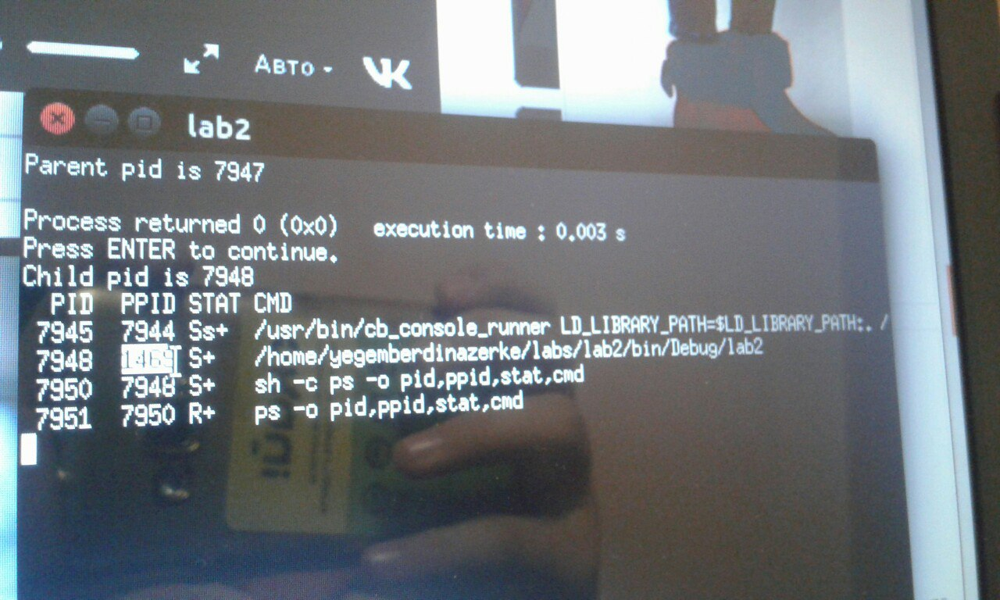 Авто
VK
lab2
Parent pid is 7947
Process returned 0 (0x0) execution time : 0.003 s
Press ENTER to continue.
Child pid is 7948
PID PPID STAT CMD
7945 7944 Ss+ /usr/bin/cb_console_runner LD_LIBRARY_PATH=$LD_LIBRARY_PATH:. /
7948 S+ /home/yegemberdinazerke/labs/lab2/bin/Debug/lab2
7950 7948 S+ sh -c ps -o pid,ppid,stat,cmd
7951 7950 R+ ps -o pid,ppid,stat,cmd